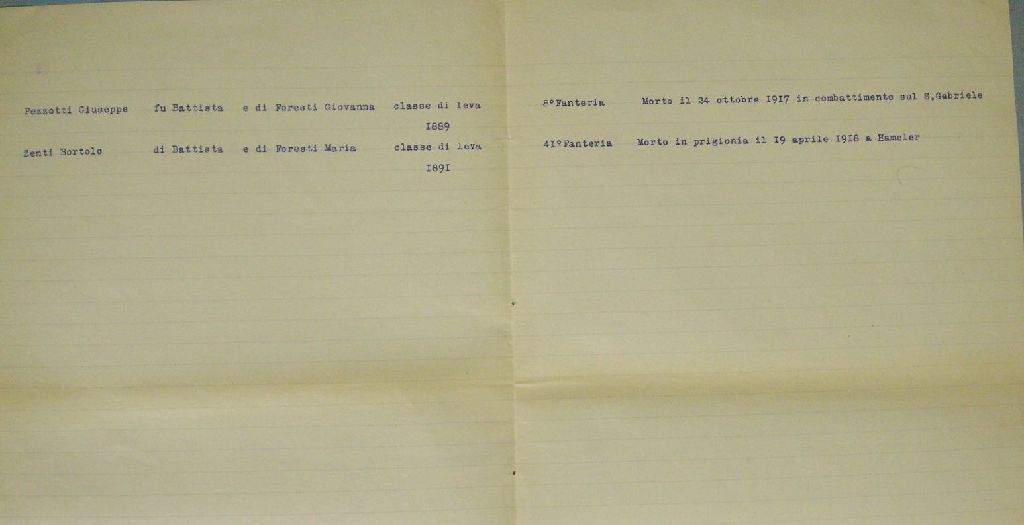 Pezzotti Giuseppe fu Battista e di Foresti Giovanna classe di leva 8°Fanteria Morto il 24 ottobre 1917 in combattimento sul S.Gabriele
1889
Zenti Bortolo di Battista e di Foresti Maria classe di leva 41°Fanteria Morto in prigionia il 19 aprile 1918 a Hameler
1891